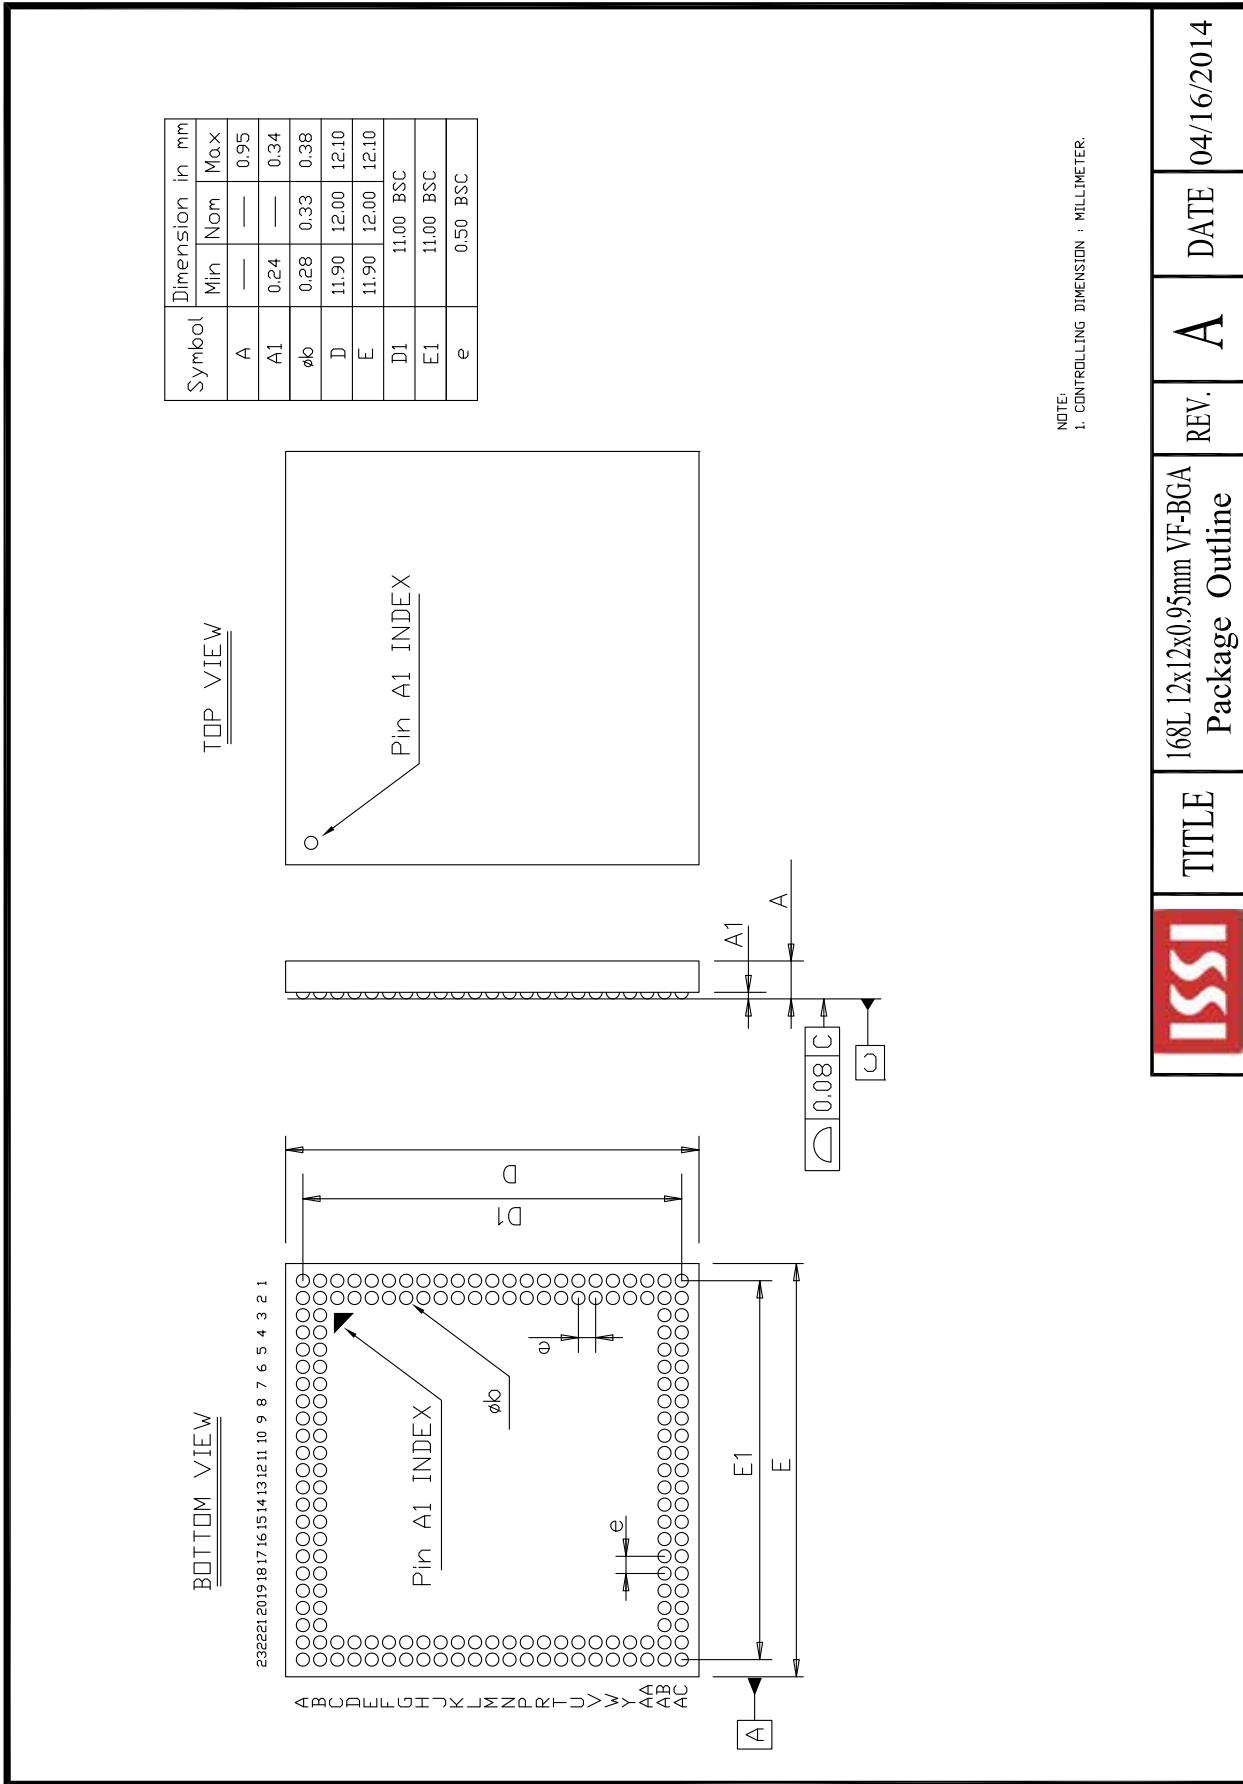 BOTTOM VIEW
23 22 21 20 19 18 17 16 15 14 13 12 11 10 9 8 7 6 5 4 3 2 1
A
B
C
D
E
F
G
H
J
K
L
M
N
P
R
T
U
V
W
Y
AA
AB
AC
Pin A1 INDEX
øb
e
e
E1
E
A
D1
D
A1
A
0.08 C
C
TOP VIEW
Pin A1 INDEX
Symbol Dimension in mm
Min Nom Max
A — — 0.95
A1 0.24 — 0.34
øb 0.28 0.33 0.38
D 11.90 12.00 12.10
E 11.90 12.00 12.10
D1 11.00 BSC
E1 11.00 BSC
e 0.50 BSC
NOTE:
1. CONTROLLING DIMENSION : MILLIMETER.
ISSI
TITLE
168L 12x12x0.95mm VF-BGA
Package Outline
REV.
A
DATE
04/16/2014